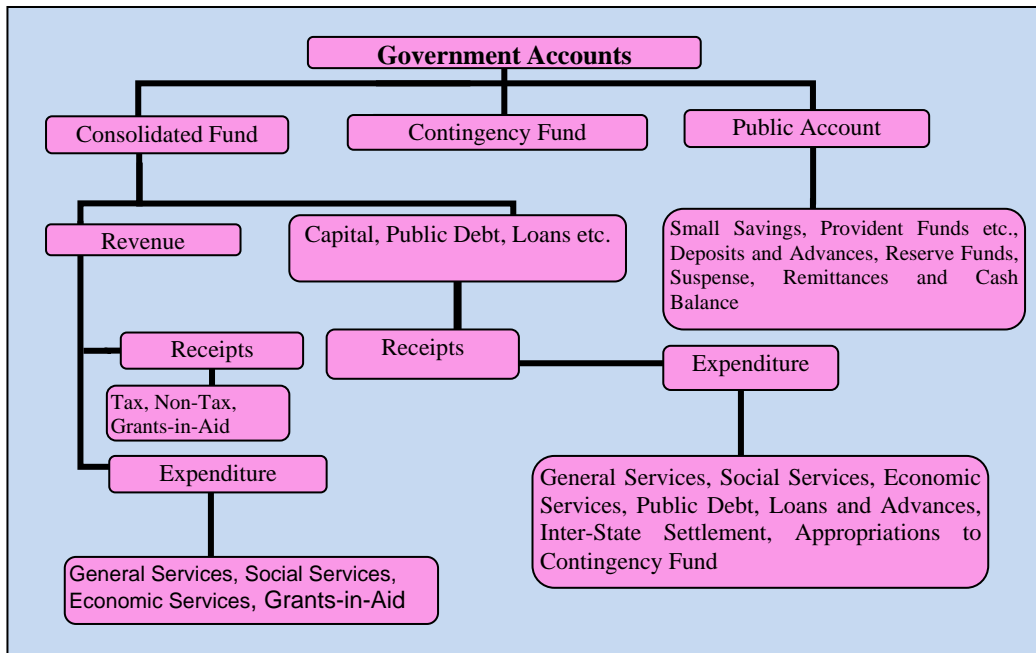 Government Accounts
Consolidated Fund
Contingency Fund
Public Account
Revenue
Capital, Public Debt, Loans etc.
Small Savings, Provident Funds etc.,
Deposits and Advances, Reserve Funds,
Suspense, Remittances and Cash
Balance
Receipts
Receipts
Expenditure
Tax, Non-Tax,
Grants-in-Aid
Expenditure
General Services, Social Services, Economic
Services, Public Debt, Loans and Advances,
Inter-State Settlement, Appropriations to
Contingency Fund
General Services, Social Services,
Economic Services, Grants-in-Aid